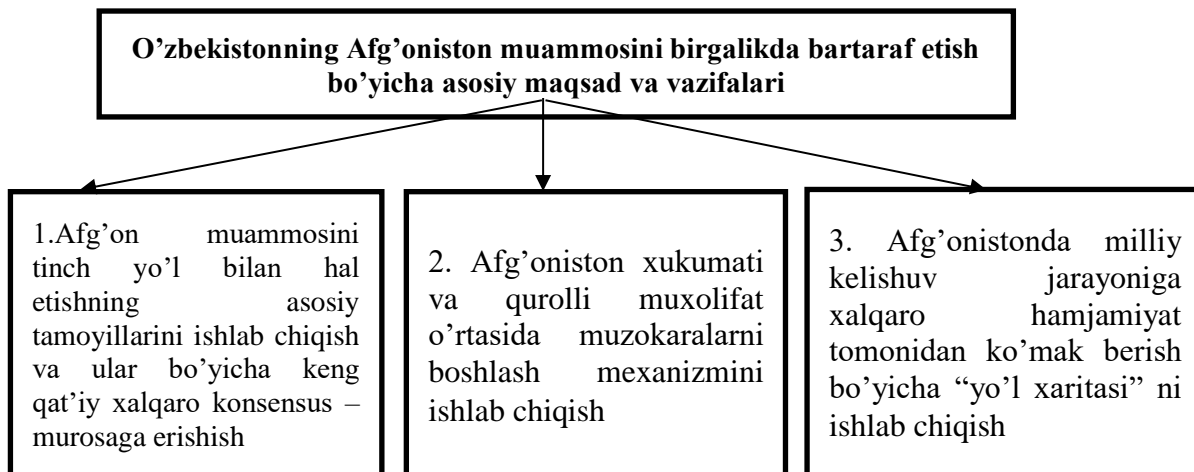 O’zbekistonning Afg’oniston muammosini birgalikda bartaraf etish
bo’yicha asosiy maqsad va vazifalari
1.Afg’on muammosini
tinch yo’l bilan hal
etishning asosiy
tamoyillarini ishlab chiqish
va ular bo’yicha keng
qat’iy xalqaro konsensus –
murosaga erishish
2. Afg’oniston xukumati
va qurolli muxolifat
o’rtasida muzokaralarni
boshlash mexanizmini
ishlab chiqish
3. Afg’onistonda milliy
kelishuv jarayoniga
xalqaro hamjamiyat
tomonidan ko’mak berish
bo’yicha “yo’l xaritasi” ni
ishlab chiqish